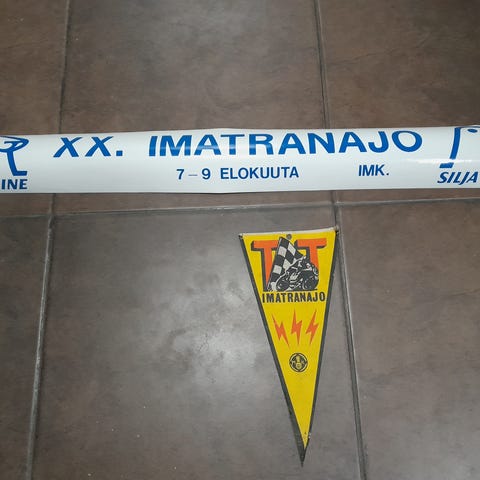 XX. IMATRANAJO
7-9 ELOKUUTA IMK.
INE
SILJA
TT
IMATRANAJO